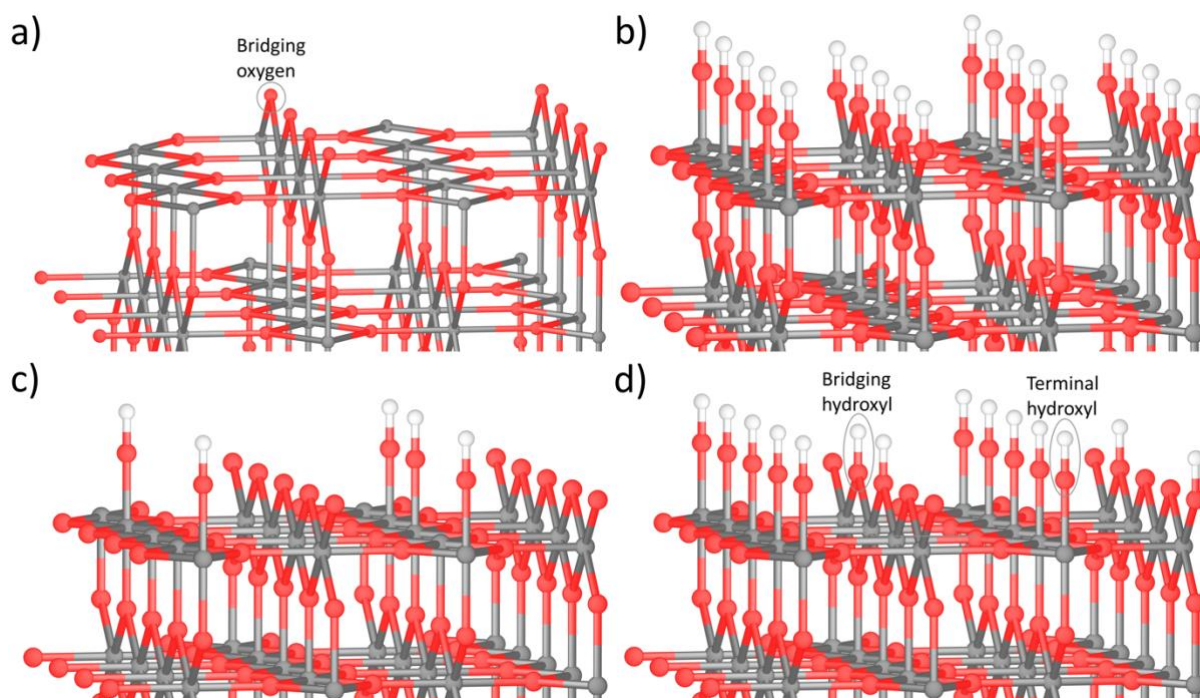 a)
Bridging
oxygen
b)
c)
d)
Bridging
hydroxyl
Terminal
hydroxyl